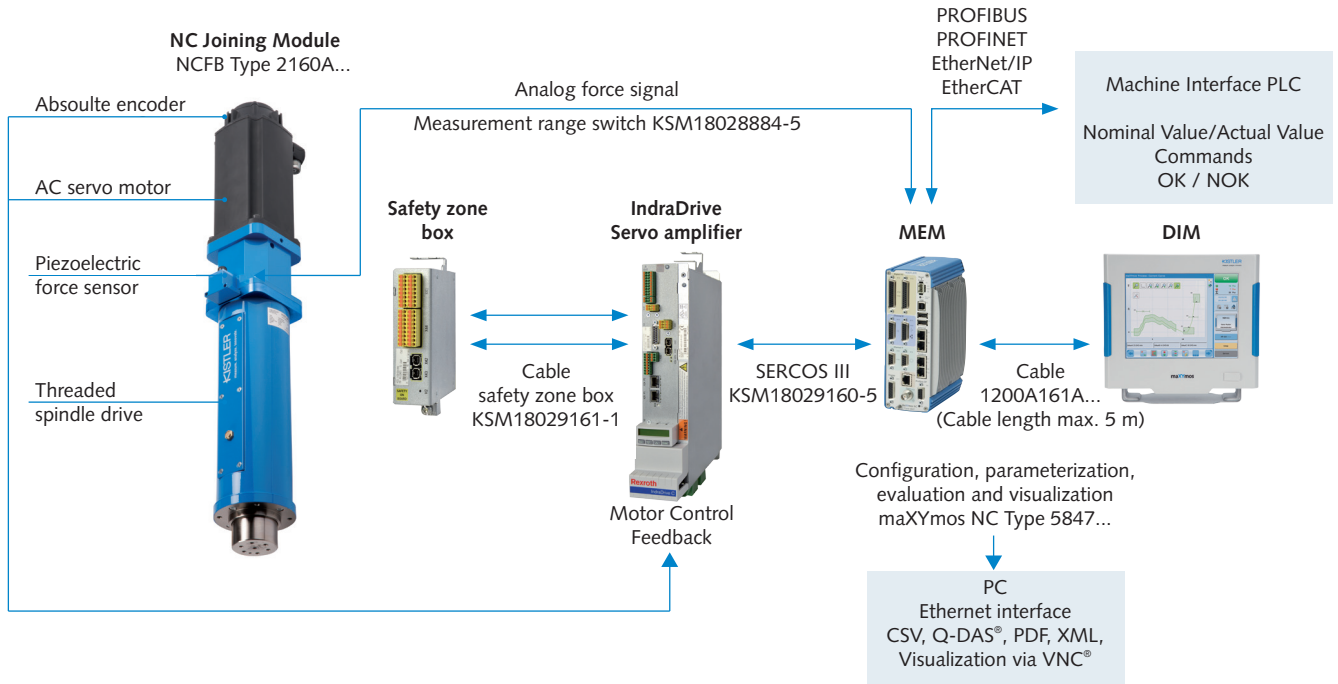 NC Joining Module
NCFB Type 2160A...
Absoulte encoder
AC servo motor
Piezoelectric
force sensor
Threaded
spindle drive
KISTLER
Analog force signal
Measurement range switch KSM18028884-5
PROFIBUS
PROFINET
EtherNet/IP
EtherCAT
Machine Interface PLC
Nominal Value/Actual Value
Commands
OK / NOK
Safety zone
box
IndraDrive
Servo amplifier
MEM
DIM
KISTLER
maXYmos
Cable
safety zone box
KSM18029161-1
SERCOS III
KSM18029160-5
Cable
1200A161A...
(Cable length max. 5 m)
Rexroth
Motor Control
Feedback
Configuration, parameterization,
evaluation and visualization
maXYmos NC Type 5847...
PC
Ethernet interface
CSV, Q-DAS®, PDF, XML,
Visualization via VNC®